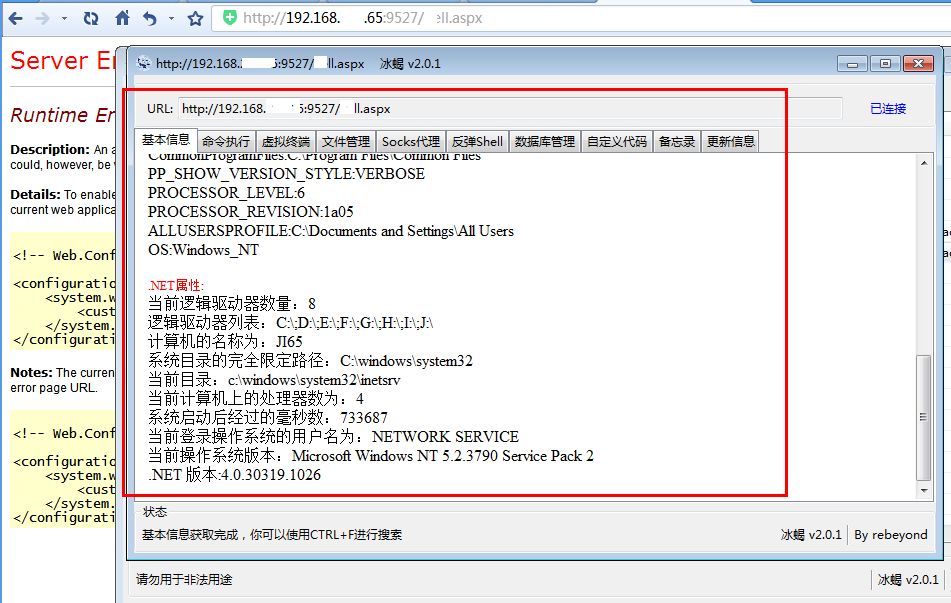 http://192.168. .65:9527/ ell.aspx
Server Er
http://192.168. 5:9527/ ll.aspx 冰蝎 v2.0.1
URL: http://192.168. 5:9527/ ll.aspx 已连接
Runtime Er
基本信息 命令执行 虚拟终端 文件管理 Socks代理 反弹Shell 数据库管理 自定义代码 备忘录 更新信息
Description: An a
could, however, be
Details: To enable
current web applica
<!-- Web.Conf
<configuratio
<system.w
<cust
</system.
</configurati
Notes: The curren
error page URL.
<!-- Web.Conf
<configuratio
<system.w
<cust
</system.
</configurati
CommonProgramFiles:C:\Program Files\Common Files
PP_SHOW_VERSION_STYLE:VERBOSE
PROCESSOR_LEVEL:6
PROCESSOR_REVISION:1a05
ALLUSERSPROFILE:C:\Documents and Settings\All Users
OS:Windows_NT
.NET属性:
当前逻辑驱动器数量：8
逻辑驱动器列表：C:\;D:\;E:\;F:\;G:\;H:\;I:\;J:\
计算机的名称为：JI65
系统目录的完全限定路径：C:\windows\system32
当前目录：c:\windows\system32\inetsrv
当前计算机上的处理器数为：4
系统启动后经过的毫秒数：733687
当前登录操作系统的用户名为：NETWORK SERVICE
当前操作系统版本：Microsoft Windows NT 5.2.3790 Service Pack 2
.NET 版本:4.0.30319.1026
状态
基本信息获取完成，你可以使用CTRL+F进行搜索 冰蝎 v2.0.1 By rebeyond
请勿用于非法用途 冰蝎 v2.0.1